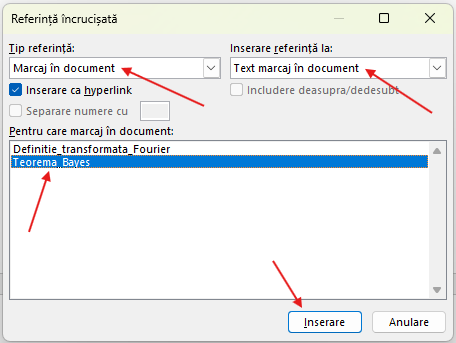 Referință încrucișată
Tip referință:
Inserare referință la:
Marcaj în document
Text marcaj în document
Inserare ca hyperlink
Includere deasupra/dedesubt
Separare numere cu
Pentru care marcaj în document:
Definitie_transformata_Fourier
Teorema_Bayes
Inserare
Anulare